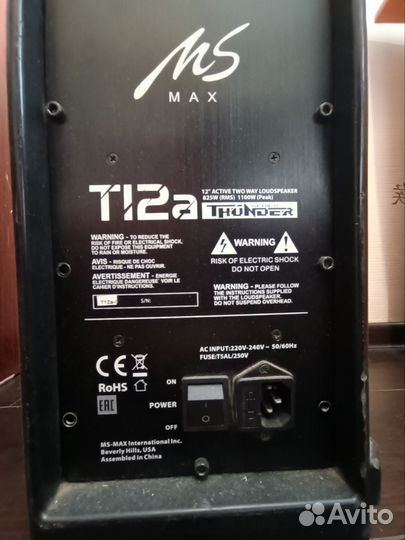 MS
MAX
T12a
12" ACTIVE TWO WAY LOUDSPEAKER
825W (RMS) 1100W (Peak)
THUNDER
WARNING - TO REDUCE THE
RISK OF FIRE OR ELECTRICAL SHOCK,
DO NOT EXPOSE THIS EQUIPMENT
TO RAIN OR MOISTURE.
AVIS - RISQUE DE CHOC
ELECTRIQUE - NE PAS OUVRIR.
AVERTISSEMENT - ENERGIE
ELECTRIQUE DANGEREUSE VOIR LE
CAHIER D'INSTRUCTIONS.
T12a-
S/N:
WARNING
RISK OF ELECTRIC SHOCK
DO NOT OPEN
WARNING - PLEASE FOLLOW
THE INSTRUCTIONS SUPPLIED
WITH THE LOUDSPEAKER.
DO NOT SUSPEND OVERHEAD.
AC INPUT:220V-240V~ 50/60Hz
FUSE:T5AL/250V
CE
RoHS
EAC
ON
POWER
OFF
MS-MAX International Inc.
Beverly Hills, USA
Assembled in China
Avito